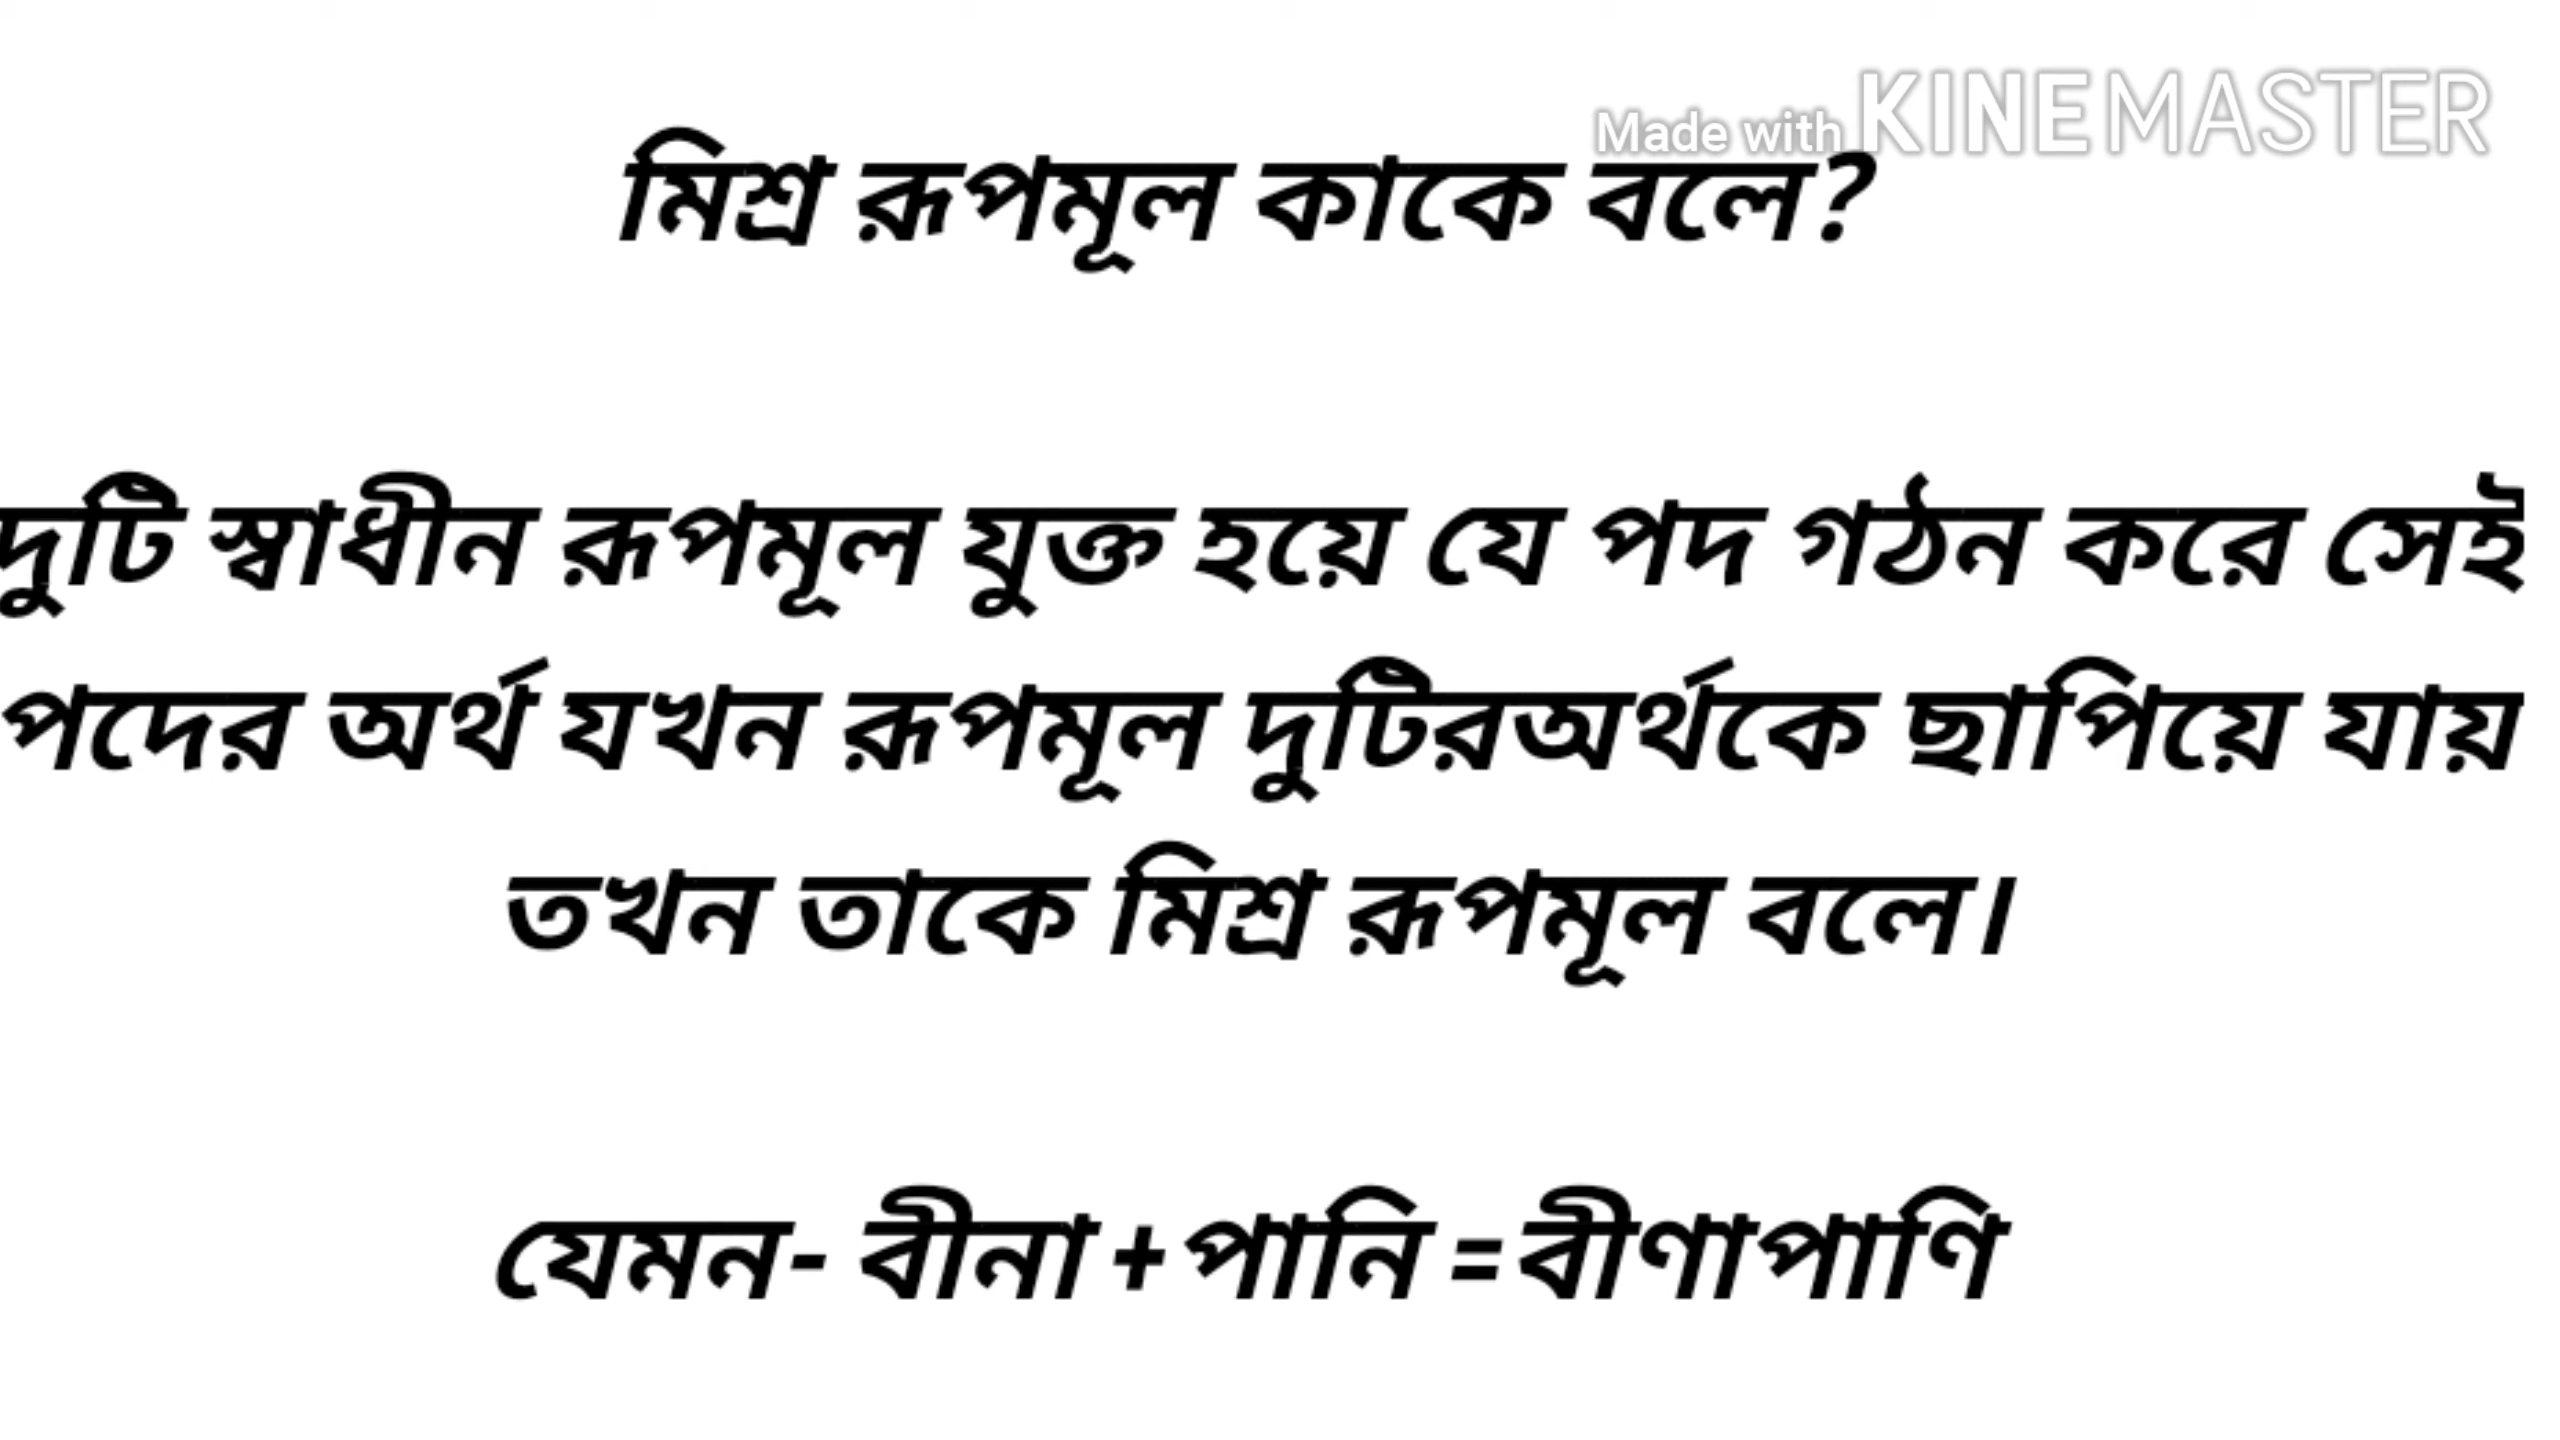 Made with KINEMASTER
মিশ্র রূপমূল কাকে বলে?
দুটি স্বাধীন রূপমূল যুক্ত হয়ে যে পদ গঠন করে সেই
পদের অর্থ যখন রূপমূল দুটিরঅর্থকে ছাপিয়ে যায়
তখন তাকে মিশ্র রূপমূল বলে।
যেমন- বীনা +পানি =বীণাপাণি